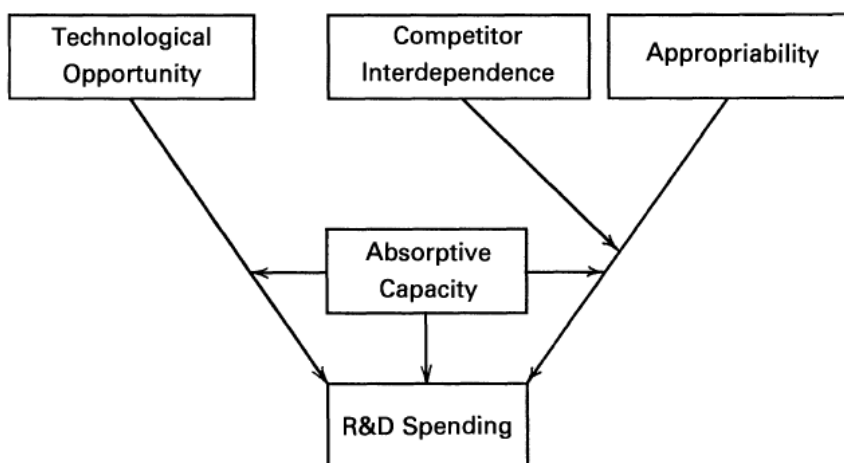 Technological
Opportunity
Competitor
Interdependence
Appropriability
Absorptive
Capacity
R&D Spending